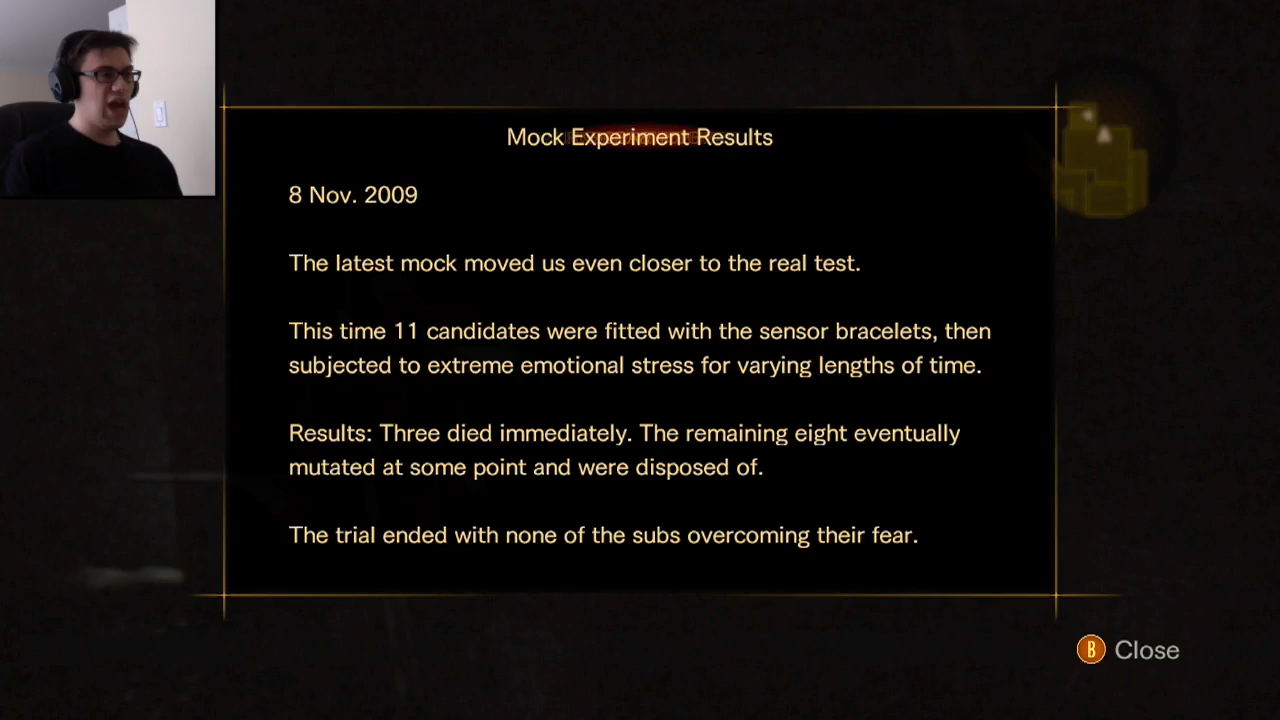 Mock Experiment Results
8 Nov. 2009
The latest mock moved us even closer to the real test.
This time 11 candidates were fitted with the sensor bracelets, then
subjected to extreme emotional stress for varying lengths of time.
Results: Three died immediately. The remaining eight eventually
mutated at some point and were disposed of.
The trial ended with none of the subs overcoming their fear.
B Close